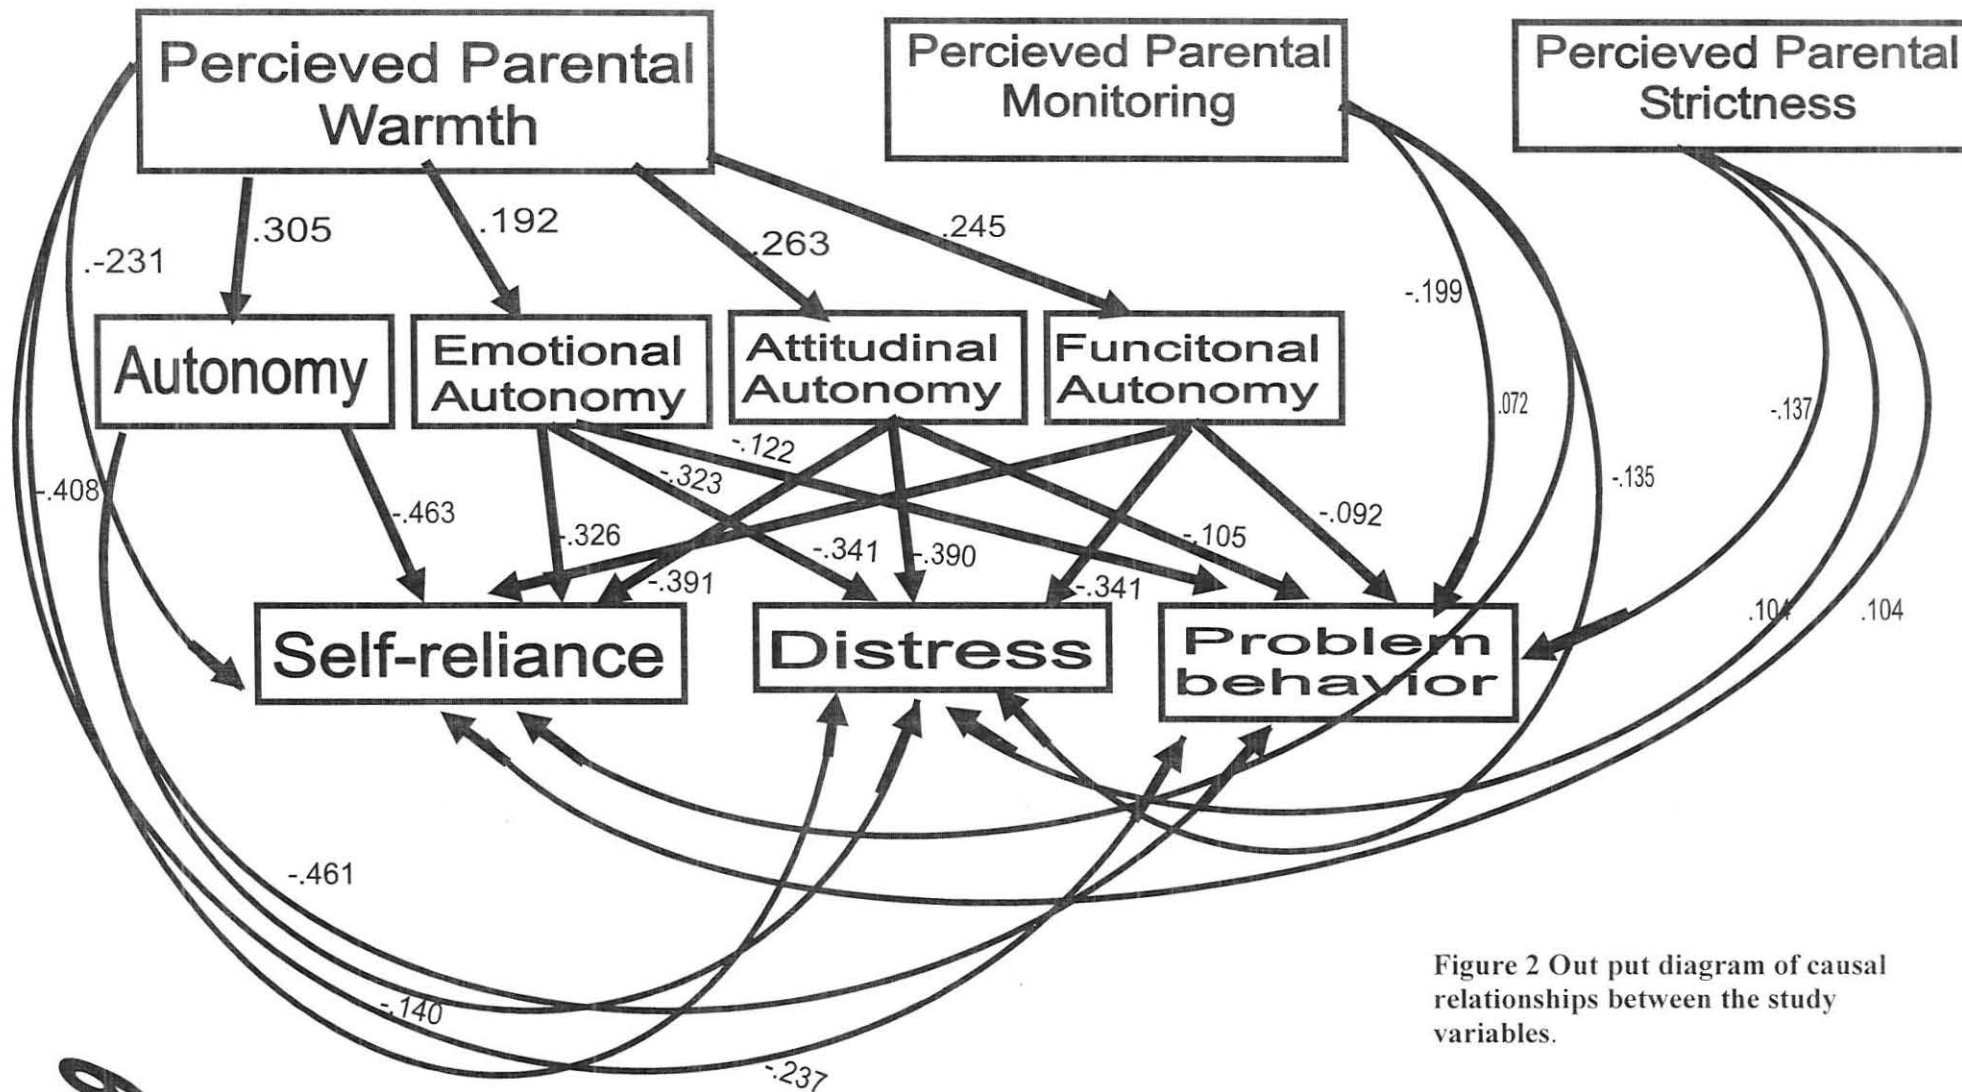 Percieved Parental
Warmth
Percieved Parental
Monitoring
Percieved Parental
Strictness
.305
.192
.263
.245
.-231
-.199
Autonomy
Emotional
Autonomy
Attitudinal
Autonomy
Funcitonal
Autonomy
.072
-.137
-.122
-.323
-.135
-.408
-.463
-.326
-.341
-.390
-.105
-.092
-.391
-.341
.104
.104
Self-reliance
Distress
Problem
behavior
-.461
-.140
-.237
Figure 2 Out put diagram of causal
relationships between the study
variables.